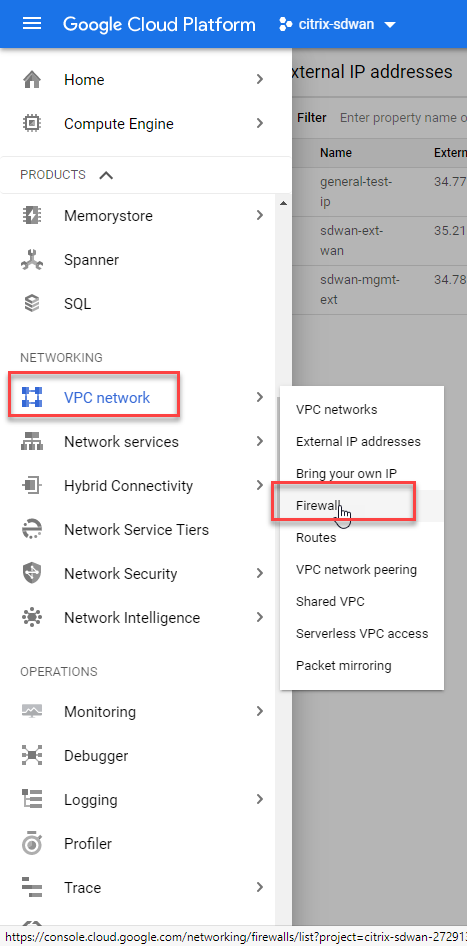 Google Cloud Platform citrix-sdwan
Home
Compute Engine
PRODUCTS
Memorystore
Spanner
SQL
NETWORKING
VPC network
Network services
Hybrid Connectivity
Network Service Tiers
Network Security
Network Intelligence
OPERATIONS
Monitoring
Debugger
Logging
Profiler
Trace
xternal IP addresses
Filter Enter property name o
Name Extern
general-test-
ip
34.77
sdwan-ext-
wan
35.21
sdwan-mgmt-
ext
34.78
VPC networks
External IP addresses
Bring your own IP
Firewall
Routes
VPC network peering
Shared VPC
Serverless VPC access
Packet mirroring
https://console.cloud.google.com/networking/firewalls/list?project=citrix-sdwan-272913